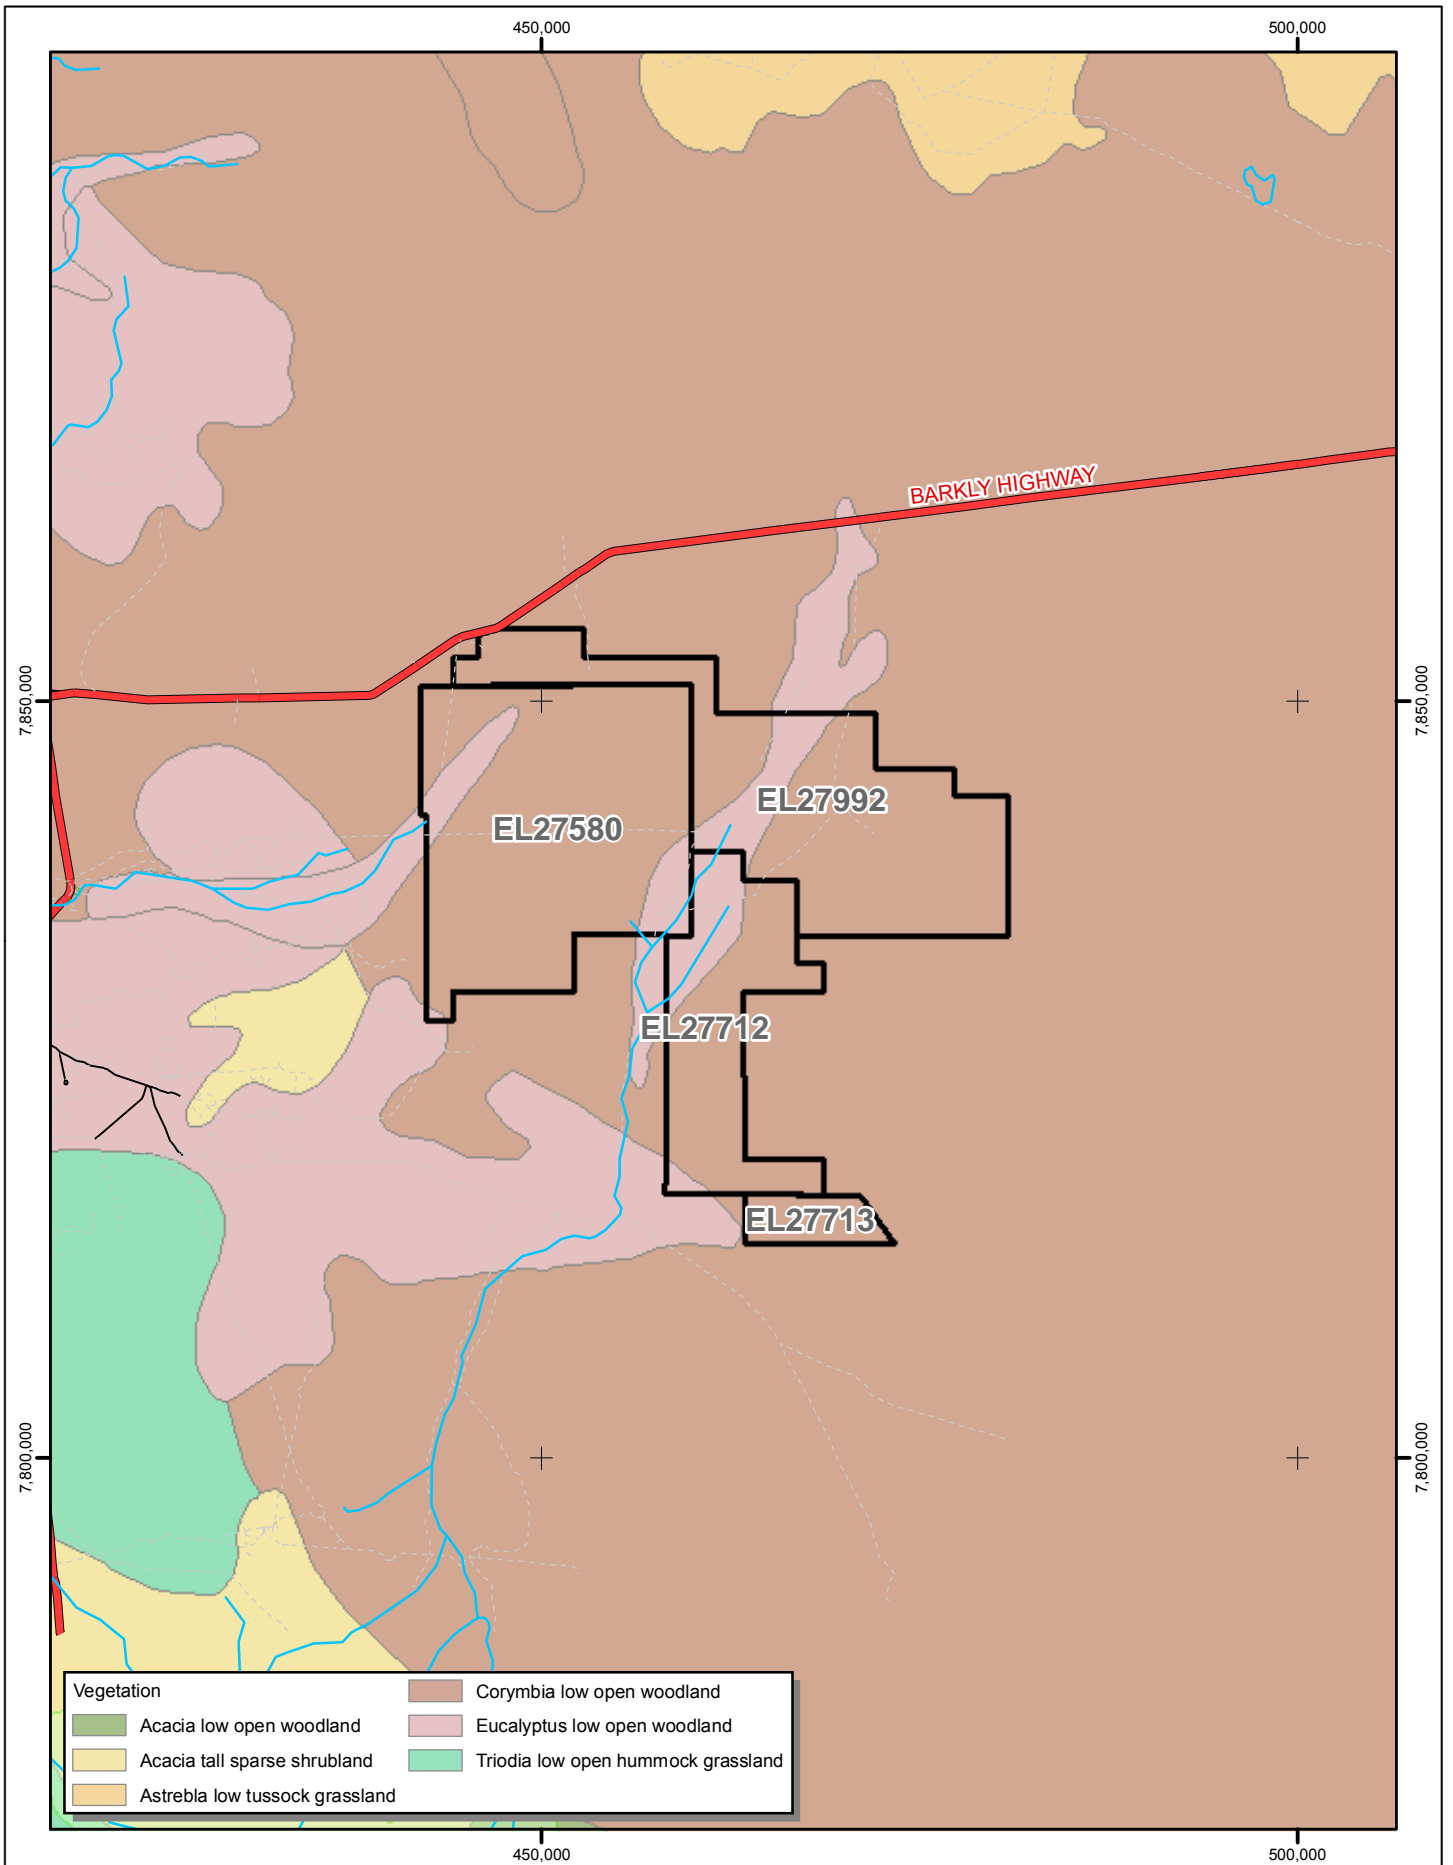 450,000
500,000
BARKLY HIGHWAY
7,850,000
7,850,000
EL27992
EL27580
EL27712
EL27713
7,800,000
7,800,000
Vegetation
Acacia low open woodland
Acacia tall sparse shrubland
Astrebla low tussock grassland
Corymbia low open woodland
Eucalyptus low open woodland
Triodia low open hummock grassland
450,000
500,000